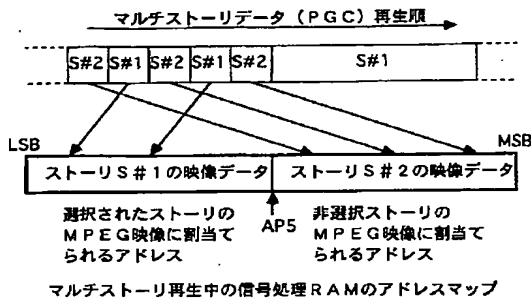 マルチストーリデータ(PGC)再生順
S#2 S#1 S#2 S#1 S#2 S#1
LSB MSB
ストーリS#1の映像データ ストーリS#2の映像データ
選択されたストーリの
MPEG映像に割当て
られるアドレス
AP5
非選択ストーリの
MPEG映像に割当て
られるアドレス
マルチストーリ再生中の信号処理RAMのアドレスマップ